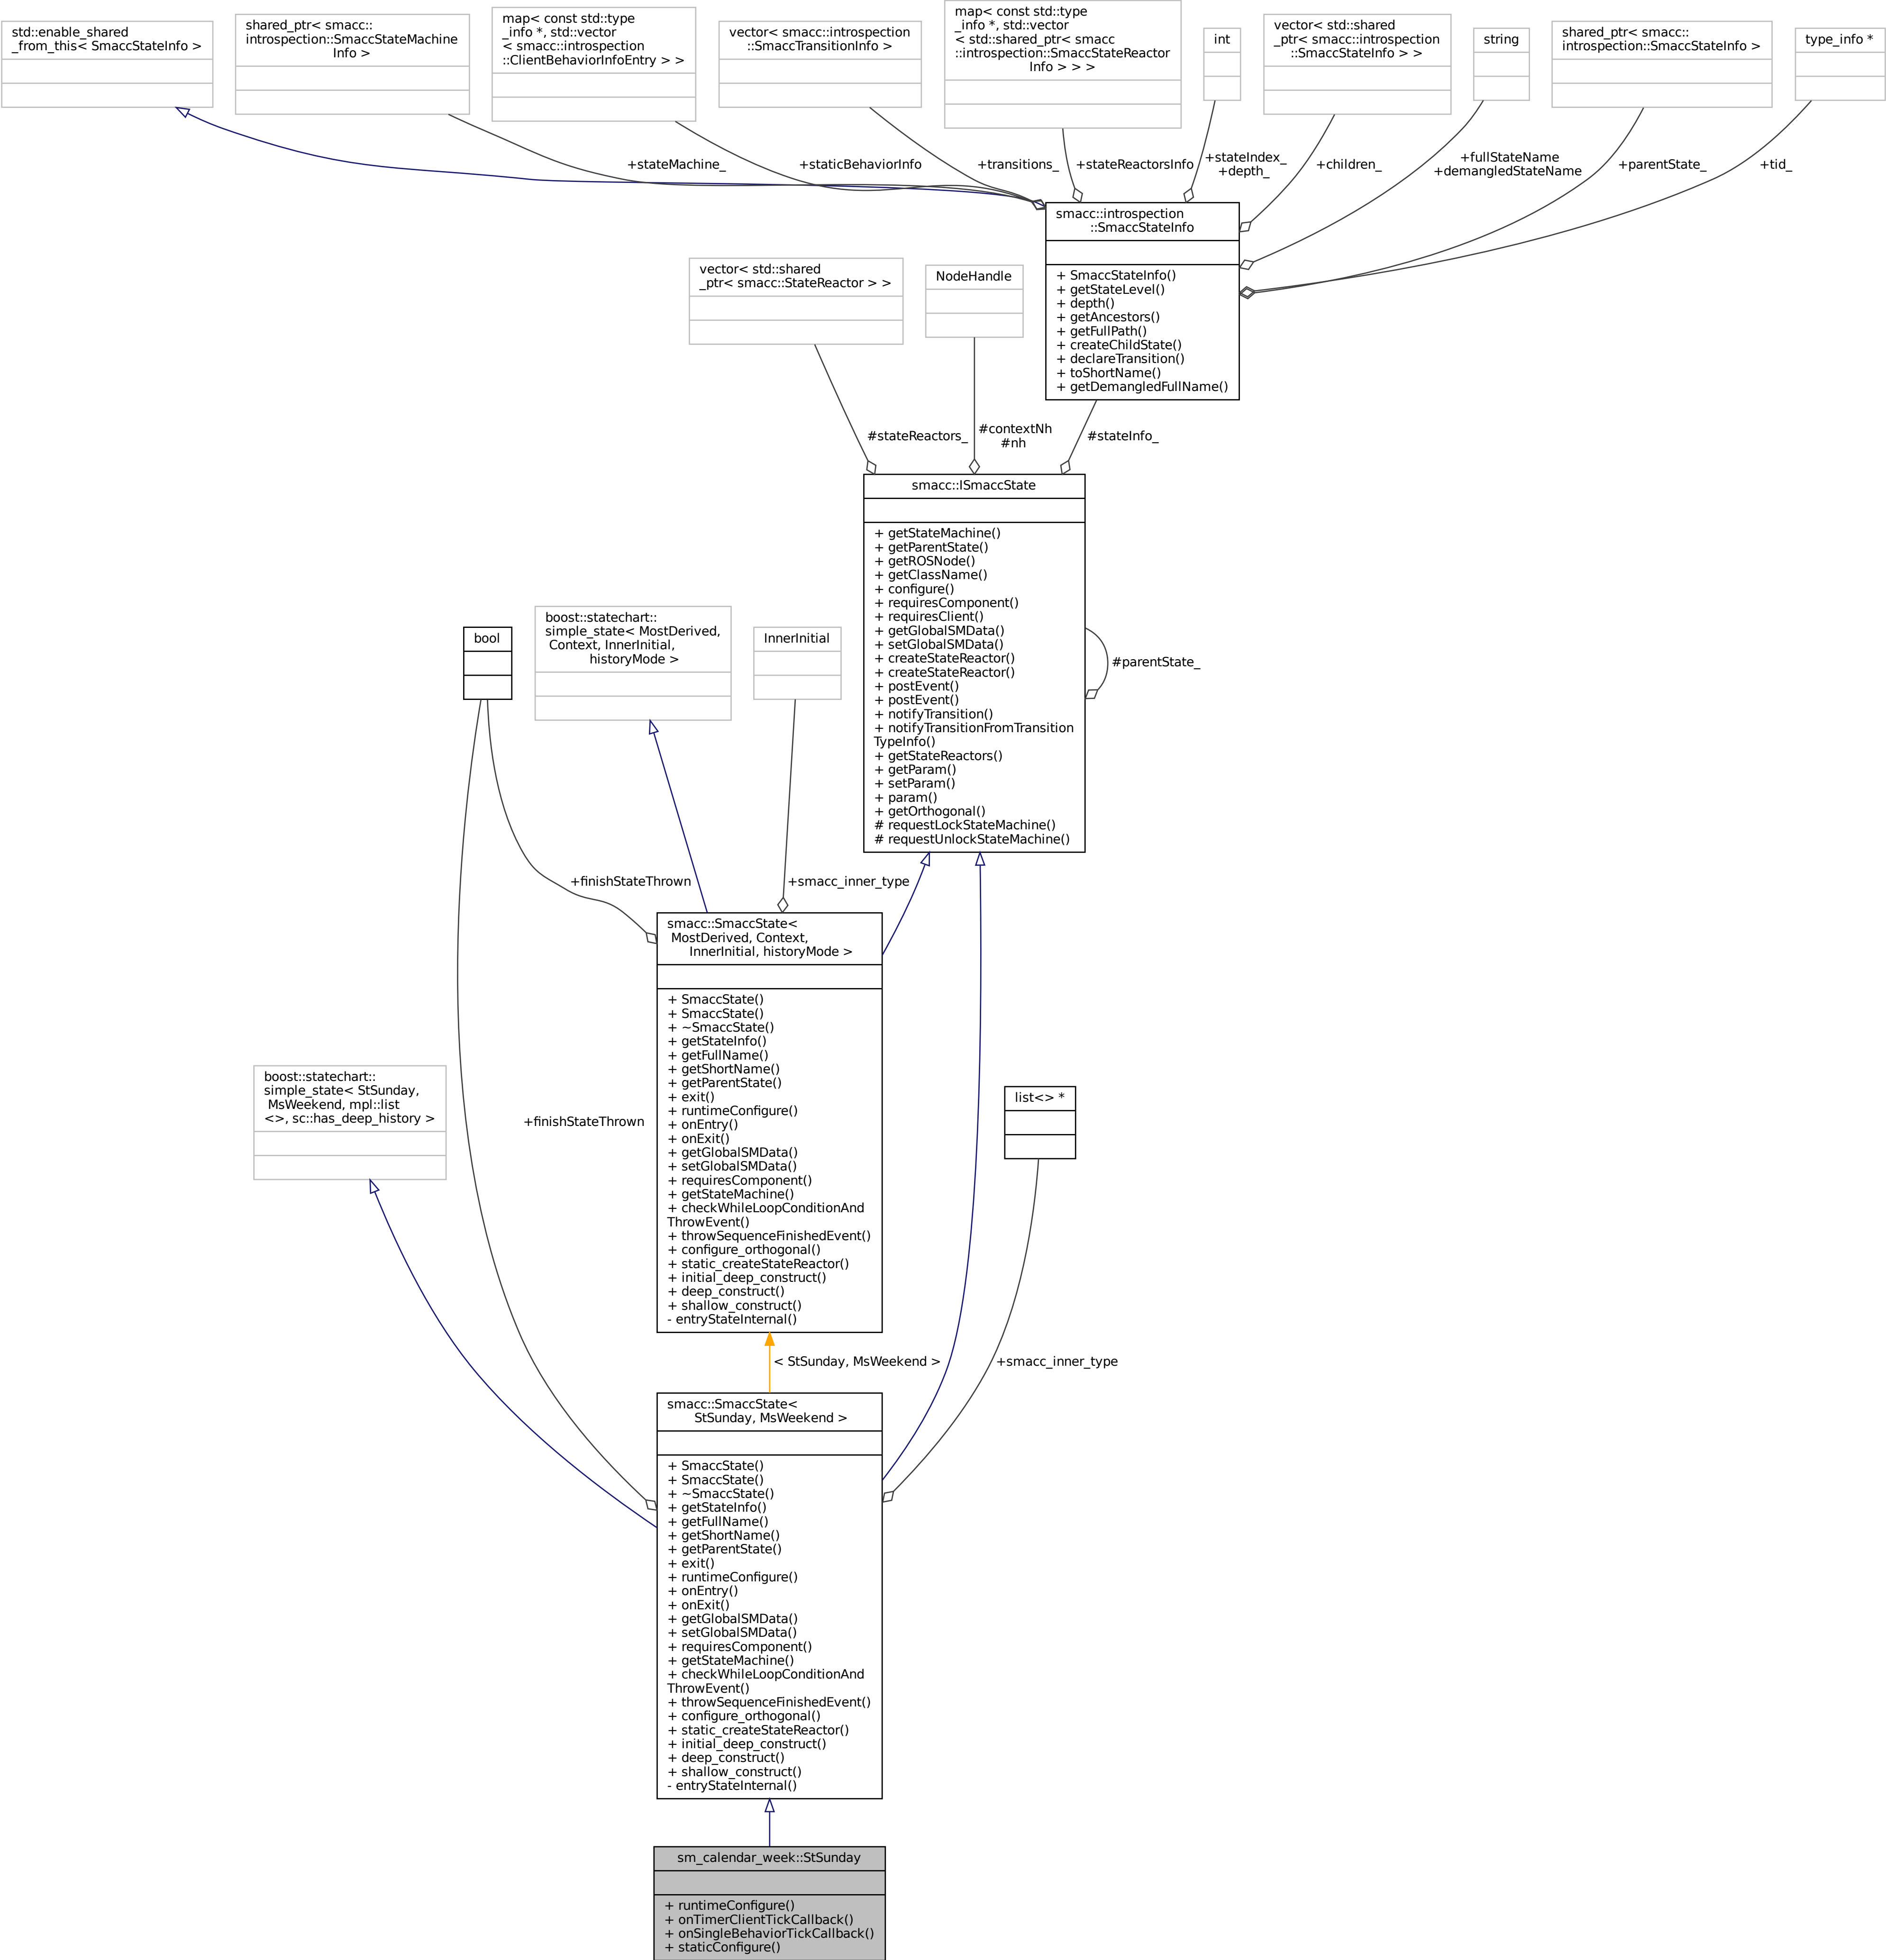 std::enable_shared
_from_this< SmaccStateInfo >
shared_ptr< smacc::
introspection::SmaccStateMachine
Info >
map< const std::type
_info *, std::vector
< smacc::introspection
::ClientBehaviorInfoEntry > >
vector< smacc::introspection
::SmaccTransitionInfo >
map< const std::type
_info *, std::vector
< std::shared_ptr< smacc
::introspection::SmaccStateReactor
Info > > >
int
vector< std::shared
_ptr< smacc::introspection
::SmaccStateInfo > >
string
shared_ptr< smacc::
introspection::SmaccStateInfo >
type_info *
+stateMachine_
+staticBehaviorInfo
+transitions_
+stateReactorsInfo
+stateIndex_
+depth_
+children_
+fullStateName
+demangledStateName
+parentState_
+tid_
smacc::introspection
::SmaccStateInfo
+ SmaccStateInfo()
+ getStateLevel()
+ depth()
+ getAncestors()
+ getFullPath()
+ createChildState()
+ declareTransition()
+ toShortName()
+ getDemangledFullName()
vector< std::shared
_ptr< smacc::StateReactor > >
NodeHandle
#stateReactors_
#contextNh
#nh
#stateInfo_
smacc::ISmaccState
+ getStateMachine()
+ getParentState()
+ getROSNode()
+ getClassName()
+ configure()
+ requiresComponent()
+ requiresClient()
+ getGlobalSMData()
+ setGlobalSMData()
+ createStateReactor()
+ createStateReactor()
+ postEvent()
+ postEvent()
+ notifyTransition()
+ notifyTransitionFromTransition
TypeInfo()
+ getStateReactors()
+ getParam()
+ setParam()
+ param()
+ getOrthogonal()
# requestLockStateMachine()
# requestUnlockStateMachine()
#parentState_
bool
boost::statechart::
simple_state< MostDerived,
Context, InnerInitial,
historyMode >
InnerInitial
+finishStateThrown
+smacc_inner_type
smacc::SmaccState<
MostDerived, Context,
InnerInitial, historyMode >
+ SmaccState()
+ SmaccState()
+ ~SmaccState()
+ getStateInfo()
+ getFullName()
+ getShortName()
+ getParentState()
+ exit()
+ runtimeConfigure()
+ onEntry()
+ onExit()
+ getGlobalSMData()
+ setGlobalSMData()
+ requiresComponent()
+ getStateMachine()
+ checkWhileLoopConditionAnd
ThrowEvent()
+ throwSequenceFinishedEvent()
+ configure_orthogonal()
+ static_createStateReactor()
+ initial_deep_construct()
+ deep_construct()
+ shallow_construct()
- entryStateInternal()
boost::statechart::
simple_state< StSunday,
MsWeekend, mpl::list
<>, sc::has_deep_history >
+finishStateThrown
list<> *
< StSunday, MsWeekend >
+smacc_inner_type
smacc::SmaccState<
StSunday, MsWeekend >
+ SmaccState()
+ SmaccState()
+ ~SmaccState()
+ getStateInfo()
+ getFullName()
+ getShortName()
+ getParentState()
+ exit()
+ runtimeConfigure()
+ onEntry()
+ onExit()
+ getGlobalSMData()
+ setGlobalSMData()
+ requiresComponent()
+ getStateMachine()
+ checkWhileLoopConditionAnd
ThrowEvent()
+ throwSequenceFinishedEvent()
+ configure_orthogonal()
+ static_createStateReactor()
+ initial_deep_construct()
+ deep_construct()
+ shallow_construct()
- entryStateInternal()
sm_calendar_week::StSunday
+ runtimeConfigure()
+ onTimerClientTickCallback()
+ onSingleBehaviorTickCallback()
+ staticConfigure()